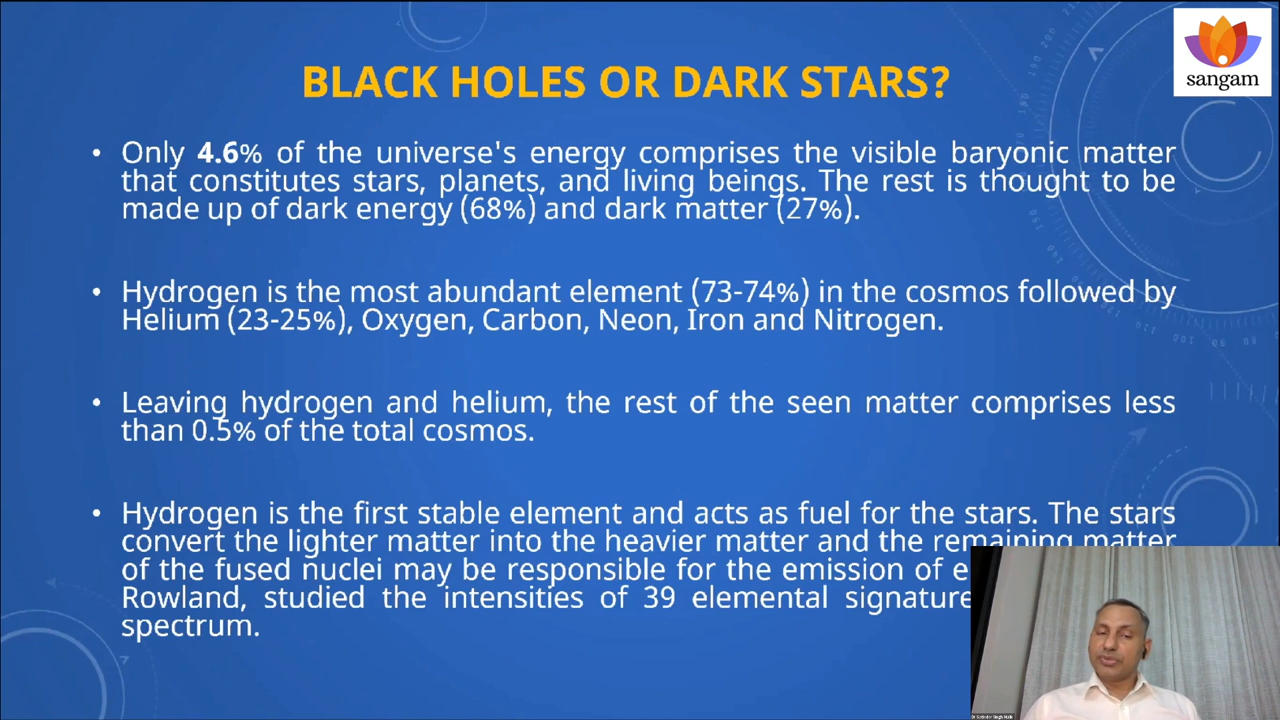 BLACK HOLES OR DARK STARS?
sangam
• Only 4.6% of the universe's energy comprises the visible baryonic matter
that constitutes stars, planets, and living beings. The rest is thought to be
made up of dark energy (68%) and dark matter (27%).
• Hydrogen is the most abundant element (73-74%) in the cosmos followed by
Helium (23-25%), Oxygen, Carbon, Neon, Iron and Nitrogen.
• Leaving hydrogen and helium, the rest of the seen matter comprises less
than 0.5% of the total cosmos.
• Hydrogen is the first stable element and acts as fuel for the stars. The stars
convert the lighter matter into the heavier matter and the remaining matter
of the fused nuclei may be responsible for the emission of e
Rowland, studied the intensities of 39 elemental signature
spectrum.